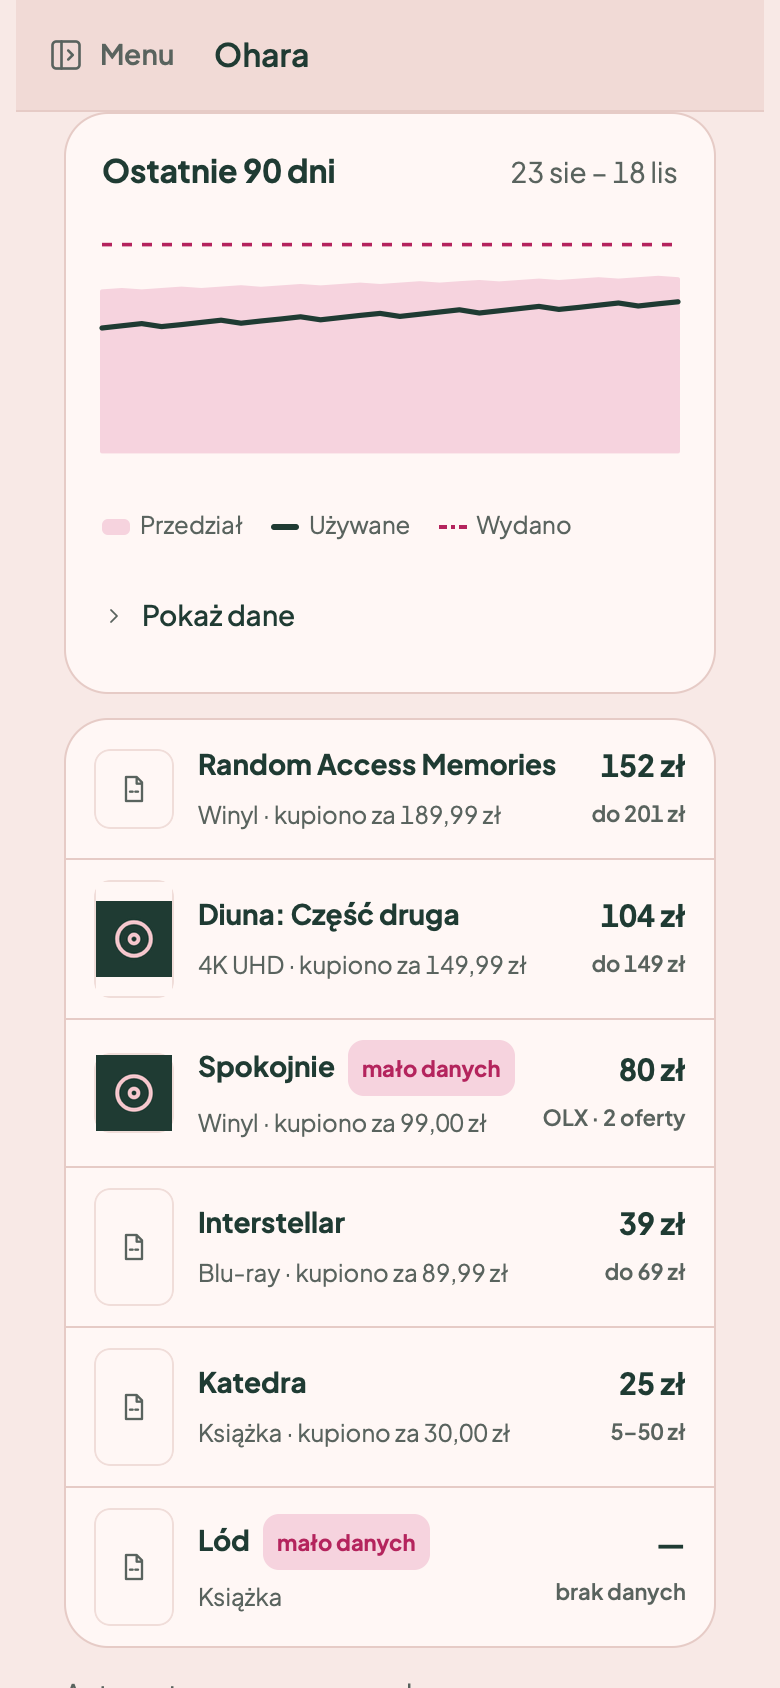 Menu Ohara
Ostatnie 90 dni 23 sie – 18 lis
Przedział Używane Wydano
Pokaż dane
Random Access Memories 152 zł
Winyl · kupiono za 189,99 zł do 201 zł
Diuna: Część druga 104 zł
4K UHD · kupiono za 149,99 zł do 149 zł
Spokojnie mało danych 80 zł
Winyl · kupiono za 99,00 zł OLX · 2 oferty
Interstellar 39 zł
Blu-ray · kupiono za 89,99 zł do 69 zł
Katedra 25 zł
Książka · kupiono za 30,00 zł 5–50 zł
Lód mało danych —
Książka brak danych